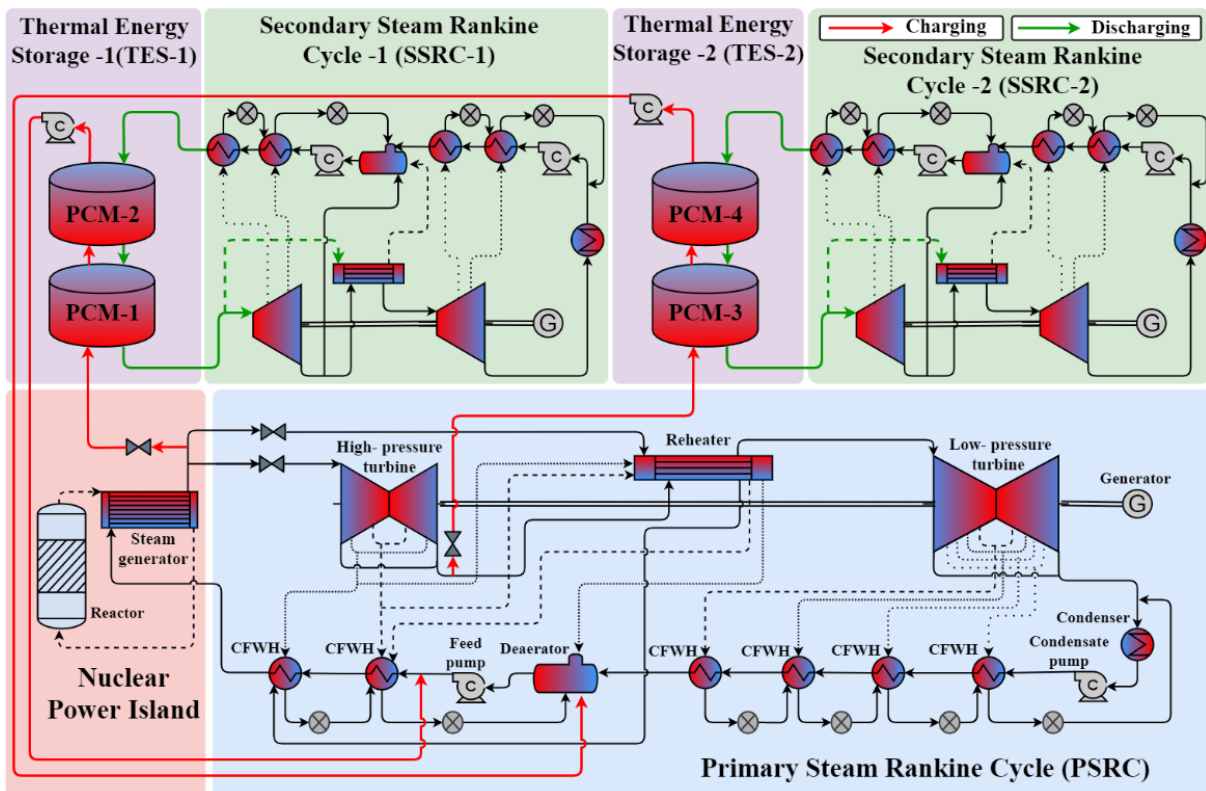 Thermal Energy
Storage -1(TES-1)
Secondary Steam Rankine
Cycle -1 (SSRC-1)
Thermal Energy
Storage -2 (TES-2)
Charging
Discharging
Secondary Steam Rankine
Cycle -2 (SSRC-2)
C
C
C
C
C
C
PCM-2
PCM-1
PCM-4
PCM-3
G
G
High- pressure
turbine
Reheater
Low- pressure
turbine
Generator
G
Steam
generator
Reactor
Nuclear
Power Island
CFWH
CFWH
Feed
pump
C
Deaerator
CFWH
CFWH
CFWH
CFWH
Condensate
pump
C
Condenser
Primary Steam Rankine Cycle (PSRC)